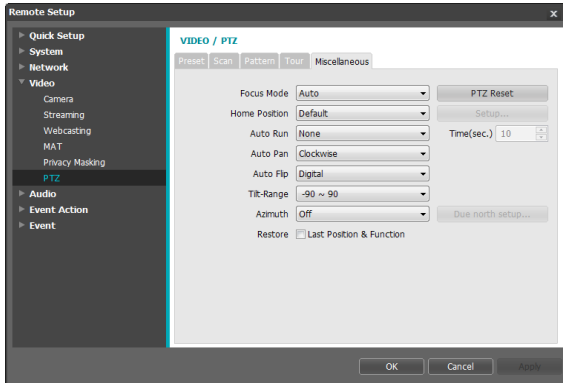 Remote Setup x
Quick Setup
System
Network
Video
Camera
Streaming
Webcasting
MAT
Privacy Masking
PTZ
Audio
Event Action
Event
VIDEO / PTZ
Preset Scan Pattern Tour Miscellaneous
Focus Mode Auto PTZ Reset
Home Position Default Setup...
Auto Run None Time(sec.) 10
Auto Pan Clockwise
Auto Flip Digital
Tilt-Range -90 ~ 90
Azimuth Off Due north setup...
Restore Last Position & Function
OK Cancel Apply